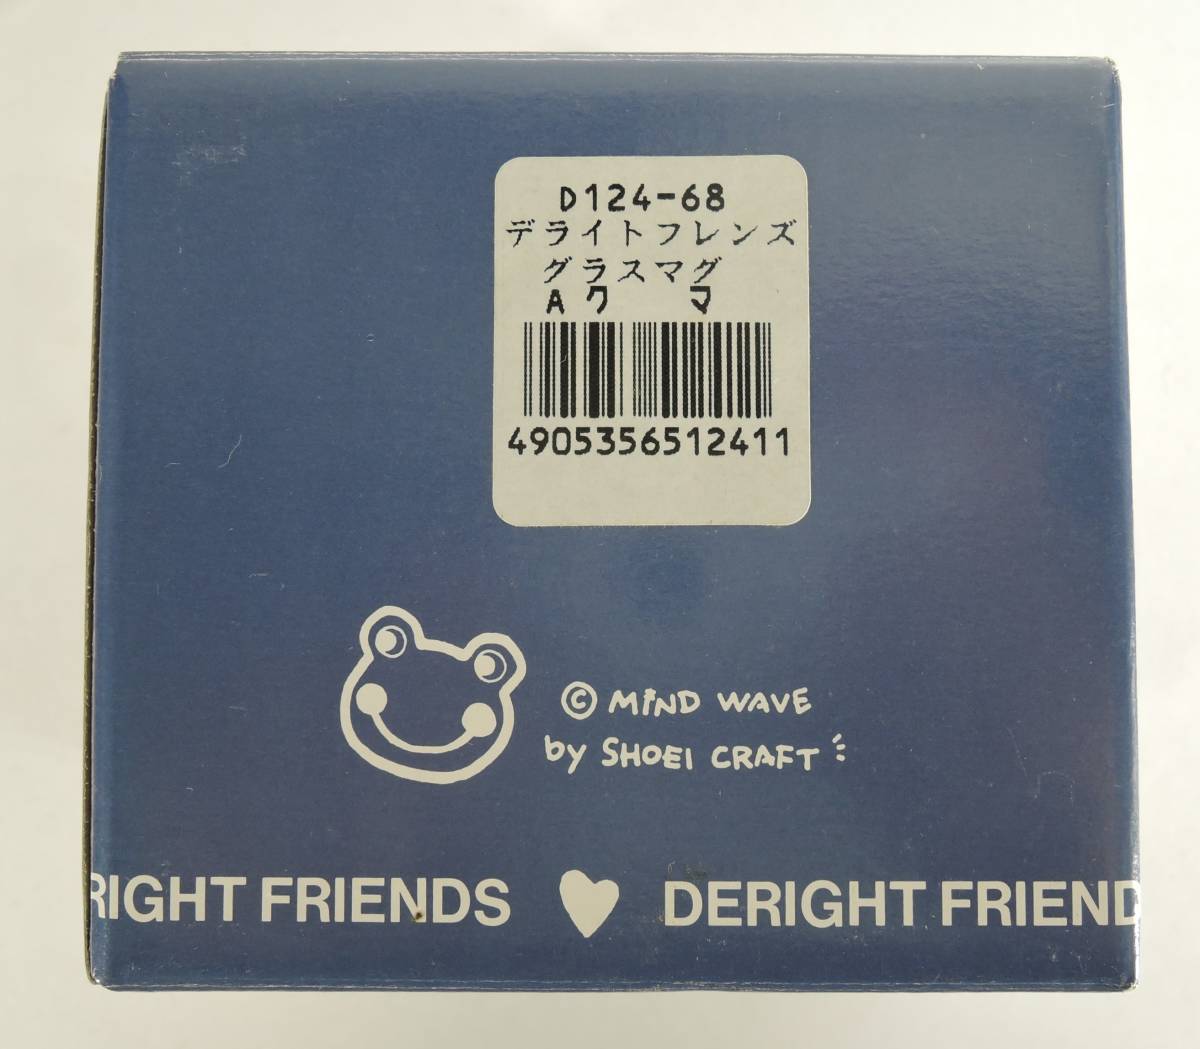 D124-68
デライトフレンズ
グラスマグ
Aク マ
4905356512411
© MiND WAVE
by SHOEI CRAFT
RIGHT FRIENDS ♥ DERIGHT FRIEND